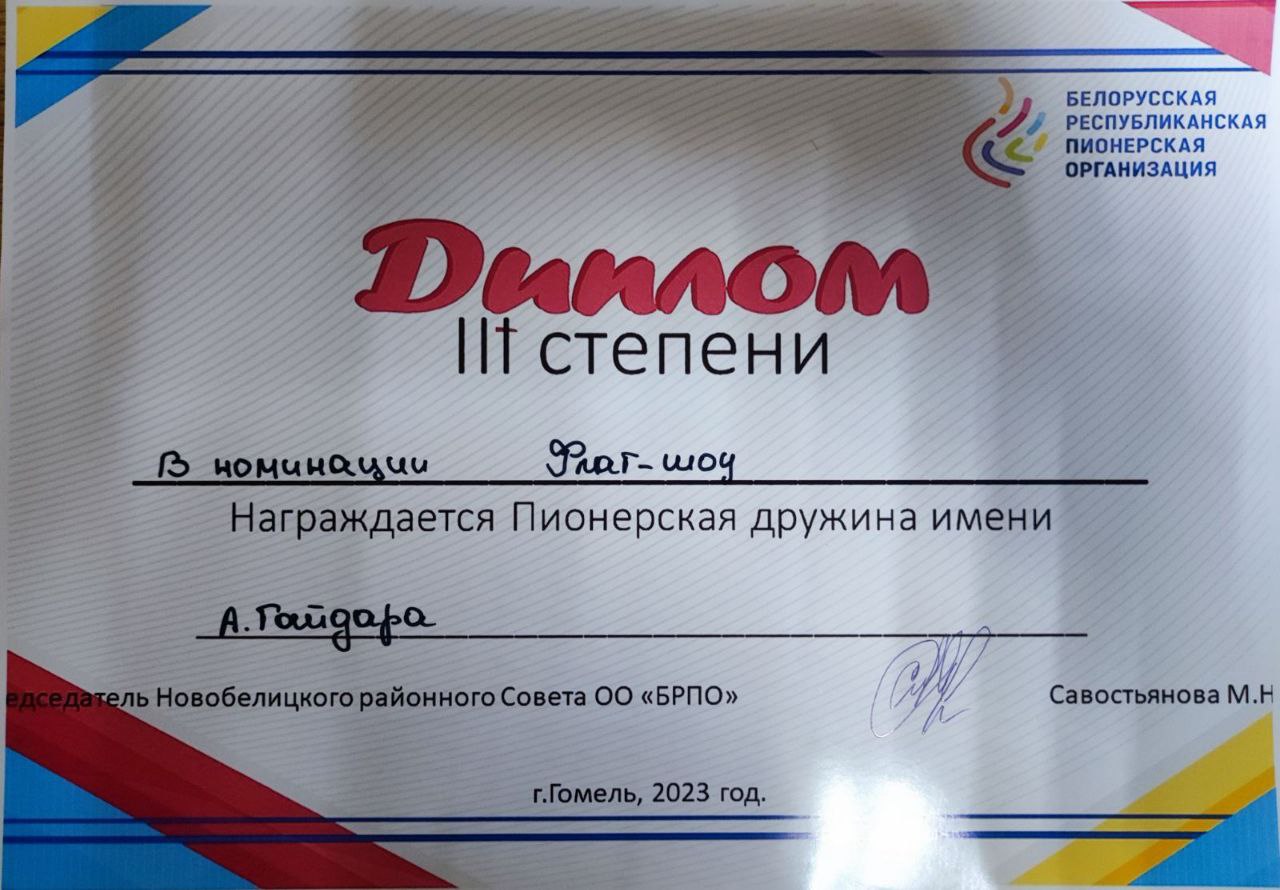 БЕЛОРУССКАЯ
РЕСПУБЛИКАНСКАЯ
ПИОНЕРСКАЯ
ОРГАНИЗАЦИЯ
Диплом
III степени
В номинации Флаг-шоу
Награждается Пионерская дружина имени
А.Гайдара
едседатель Новобелицкого районного Совета ОО «БРПО» Савостьянова М.Н
г.Гомель, 2023 год.